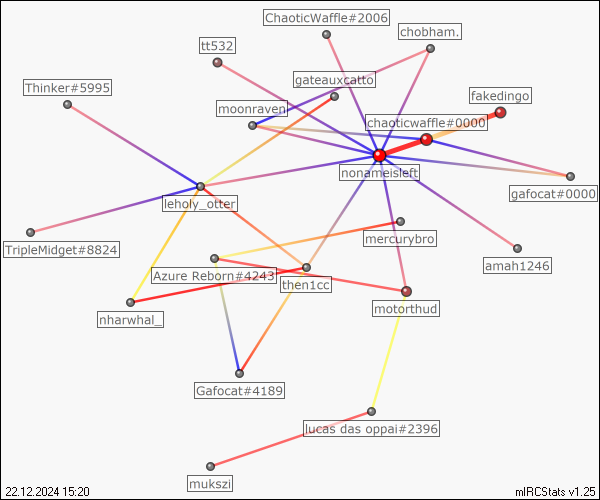 ChaoticWaffle#2006
chobham.
tt532
gateauxcatto
Thinker#5995
fakedingo
moonraven
chaoticwaffle#0000
nonameisleft
gafocat#0000
leholy_otter
mercurybro
TripleMidget#8824
amah1246
Azure Reborn#4243
then1cc
motorthud
nharwhal_
Gafocat#4189
lucas das oppai#2396
mukszi
22.12.2024 15:20
mIRCStats v1.25